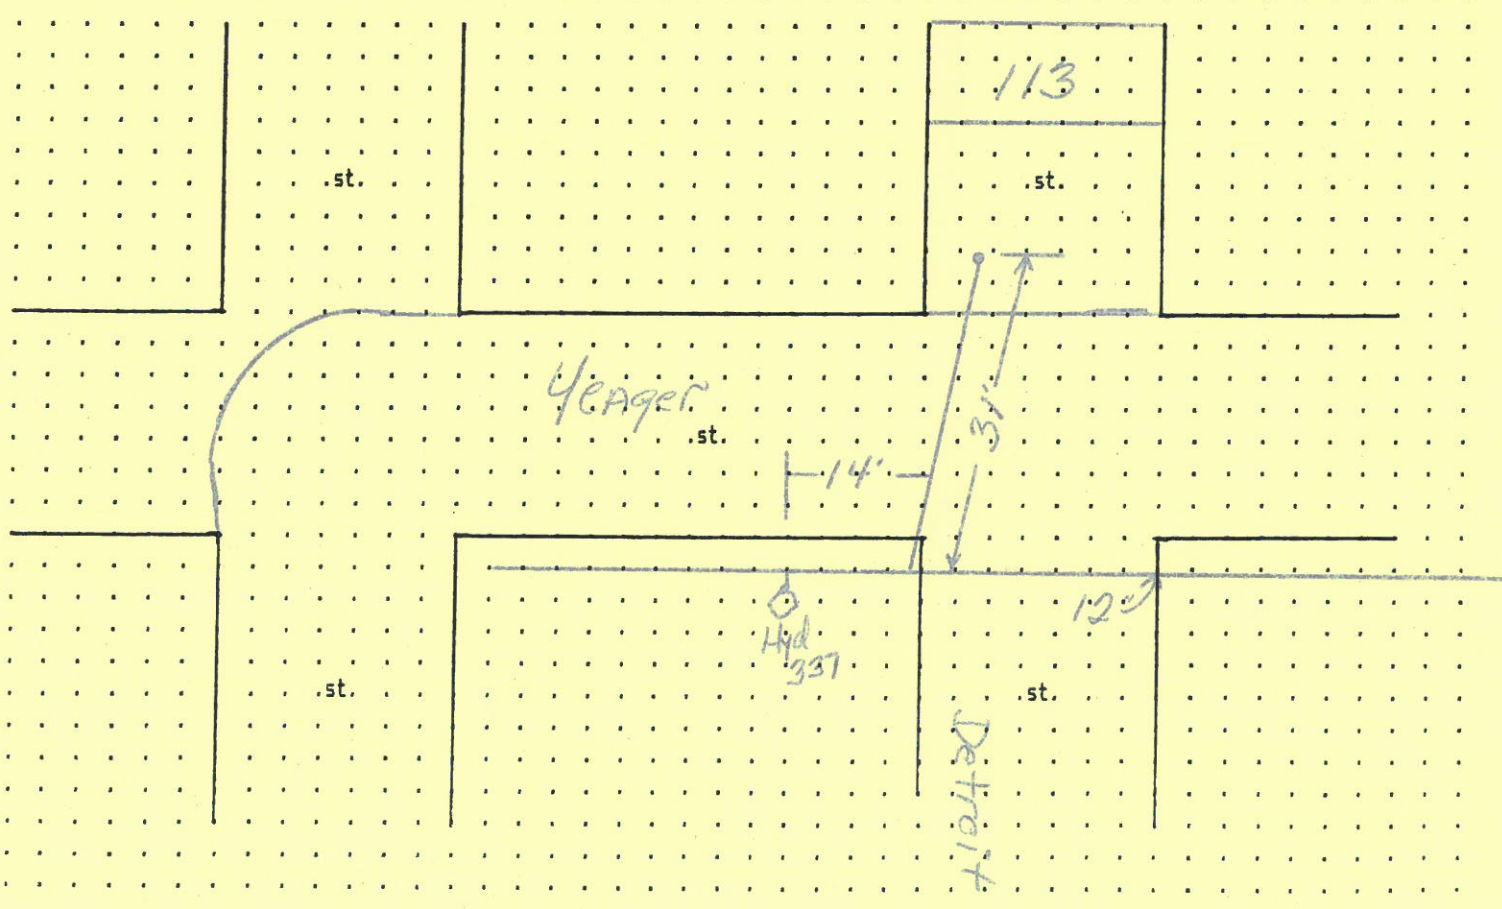 113
st.
st.
Yeager
st.
31'
14'
12"
Hyd
337
st.
st.
Detroit